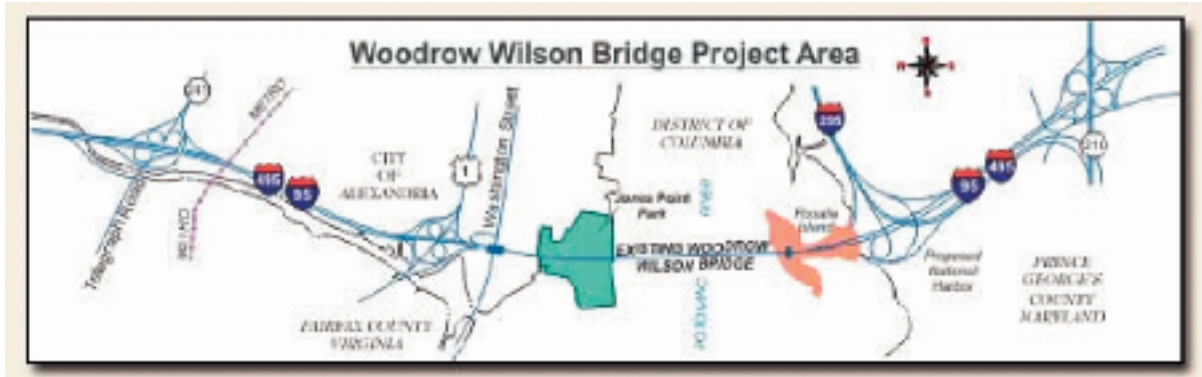 Woodrow Wilson Bridge Project Area
241
METRO
Telegraph Road
495
95
CITY
OF
ALEXANDRIA
1
Washington Street
FAIRFAX COUNTY
VIRGINIA
Jones Point
Park
DISTRICT OF
COLUMBIA
RIVER
POTOMAC
EXISTING WOODROW
WILSON BRIDGE
295
Rosalie
Island
95
495
210
Proposed
National
Harbor
PRINCE
GEORGE'S
COUNTY
MARYLAND